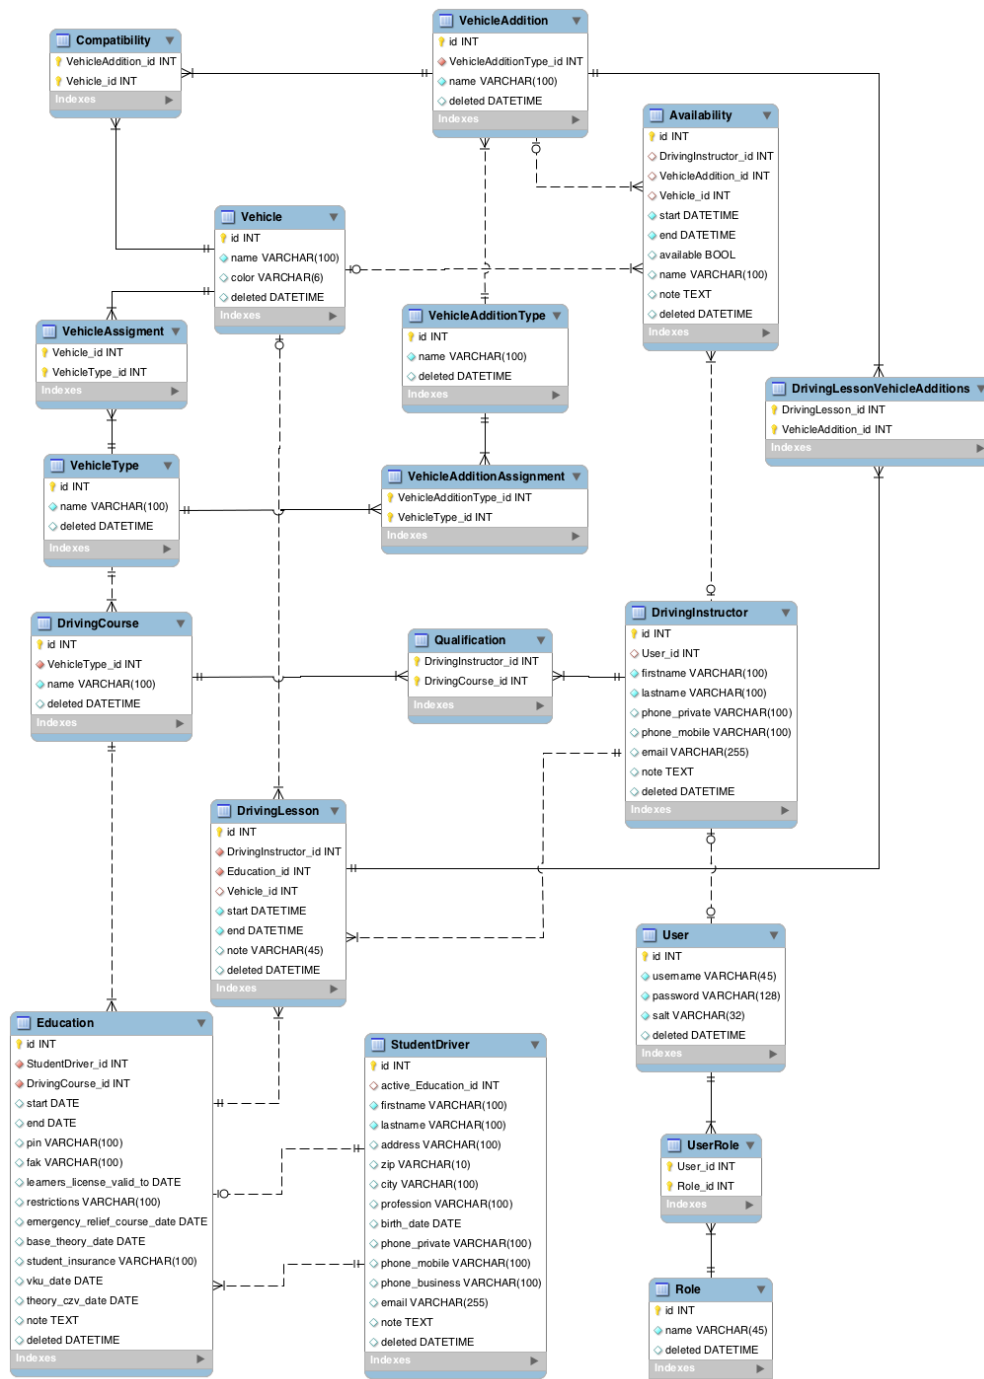 Compatibility
VehicleAddition_id INT
Vehicle_id INT
Indexes
VehicleAddition
id INT
VehicleAdditionType_id INT
name VARCHAR(100)
deleted DATETIME
Indexes
Availability
id INT
DrivingInstructor_id INT
VehicleAddition_id INT
Vehicle_id INT
start DATETIME
end DATETIME
available BOOL
name VARCHAR(100)
note TEXT
deleted DATETIME
Indexes
Vehicle
id INT
name VARCHAR(100)
color VARCHAR(6)
deleted DATETIME
Indexes
VehicleAssigment
Vehicle_id INT
VehicleType_id INT
Indexes
VehicleAdditionType
id INT
name VARCHAR(100)
deleted DATETIME
Indexes
DrivingLessonVehicleAdditions
DrivingLesson_id INT
VehicleAddition_id INT
Indexes
VehicleType
id INT
name VARCHAR(100)
deleted DATETIME
Indexes
VehicleAdditionAssignment
VehicleAdditionType_id INT
VehicleType_id INT
Indexes
DrivingCourse
id INT
VehicleType_id INT
name VARCHAR(100)
deleted DATETIME
Indexes
Qualification
DrivingInstructor_id INT
DrivingCourse_id INT
Indexes
DrivingInstructor
id INT
User_id INT
firstname VARCHAR(100)
lastname VARCHAR(100)
phone_private VARCHAR(100)
phone_mobile VARCHAR(100)
email VARCHAR(255)
note TEXT
deleted DATETIME
Indexes
DrivingLesson
id INT
DrivingInstructor_id INT
Education_id INT
Vehicle_id INT
start DATETIME
end DATETIME
note VARCHAR(45)
deleted DATETIME
Indexes
User
id INT
username VARCHAR(45)
password VARCHAR(128)
salt VARCHAR(32)
deleted DATETIME
Indexes
Education
id INT
StudentDriver_id INT
DrivingCourse_id INT
start DATE
end DATE
pin VARCHAR(100)
fak VARCHAR(100)
learners_license_valid_to DATE
restrictions VARCHAR(100)
emergency_relief_course_date DATE
base_theory_date DATE
student_insurance VARCHAR(100)
vku_date DATE
theory_czv_date DATE
note TEXT
deleted DATETIME
Indexes
StudentDriver
id INT
active_Education_id INT
firstname VARCHAR(100)
lastname VARCHAR(100)
address VARCHAR(100)
zip VARCHAR(10)
city VARCHAR(100)
profession VARCHAR(100)
birth_date DATE
phone_private VARCHAR(100)
phone_mobile VARCHAR(100)
phone_business VARCHAR(100)
email VARCHAR(255)
note TEXT
deleted DATETIME
Indexes
UserRole
User_id INT
Role_id INT
Indexes
Role
id INT
name VARCHAR(45)
deleted DATETIME
Indexes